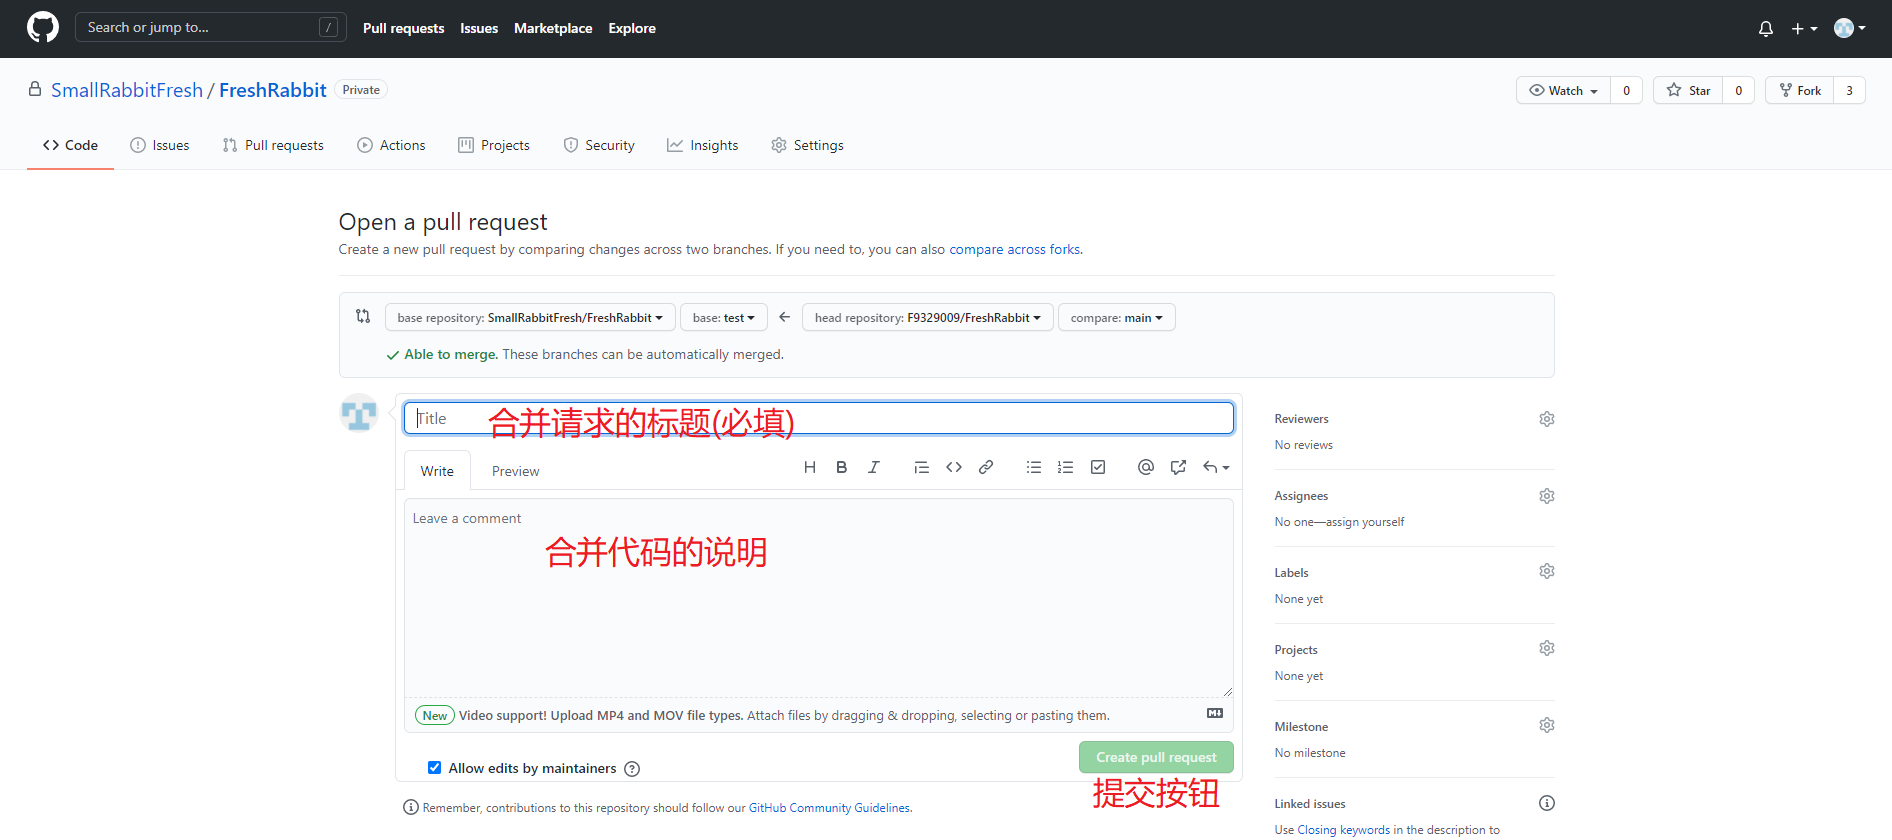 Search or jump to... /
Pull requests Issues Marketplace Explore
SmallRabbitFresh / FreshRabbit Private
Watch 0 Star 0 Fork 3
Code Issues Pull requests Actions Projects Security Insights Settings
Open a pull request
Create a new pull request by comparing changes across two branches. If you need to, you can also compare across forks.
base repository: SmallRabbitFresh/FreshRabbit base: test head repository: F9329009/FreshRabbit compare: main
Able to merge. These branches can be automatically merged.
Title 合并请求的标题(必填)
Write Preview H B I
Leave a comment
合并代码的说明
New Video support! Upload MP4 and MOV file types. Attach files by dragging & dropping, selecting or pasting them.
Allow edits by maintainers
Create pull request
提交按钮
Remember, contributions to this repository should follow our GitHub Community Guidelines.
Reviewers
No reviews
Assignees
No one—assign yourself
Labels
None yet
Projects
None yet
Milestone
No milestone
Linked issues
Use Closing keywords in the description to